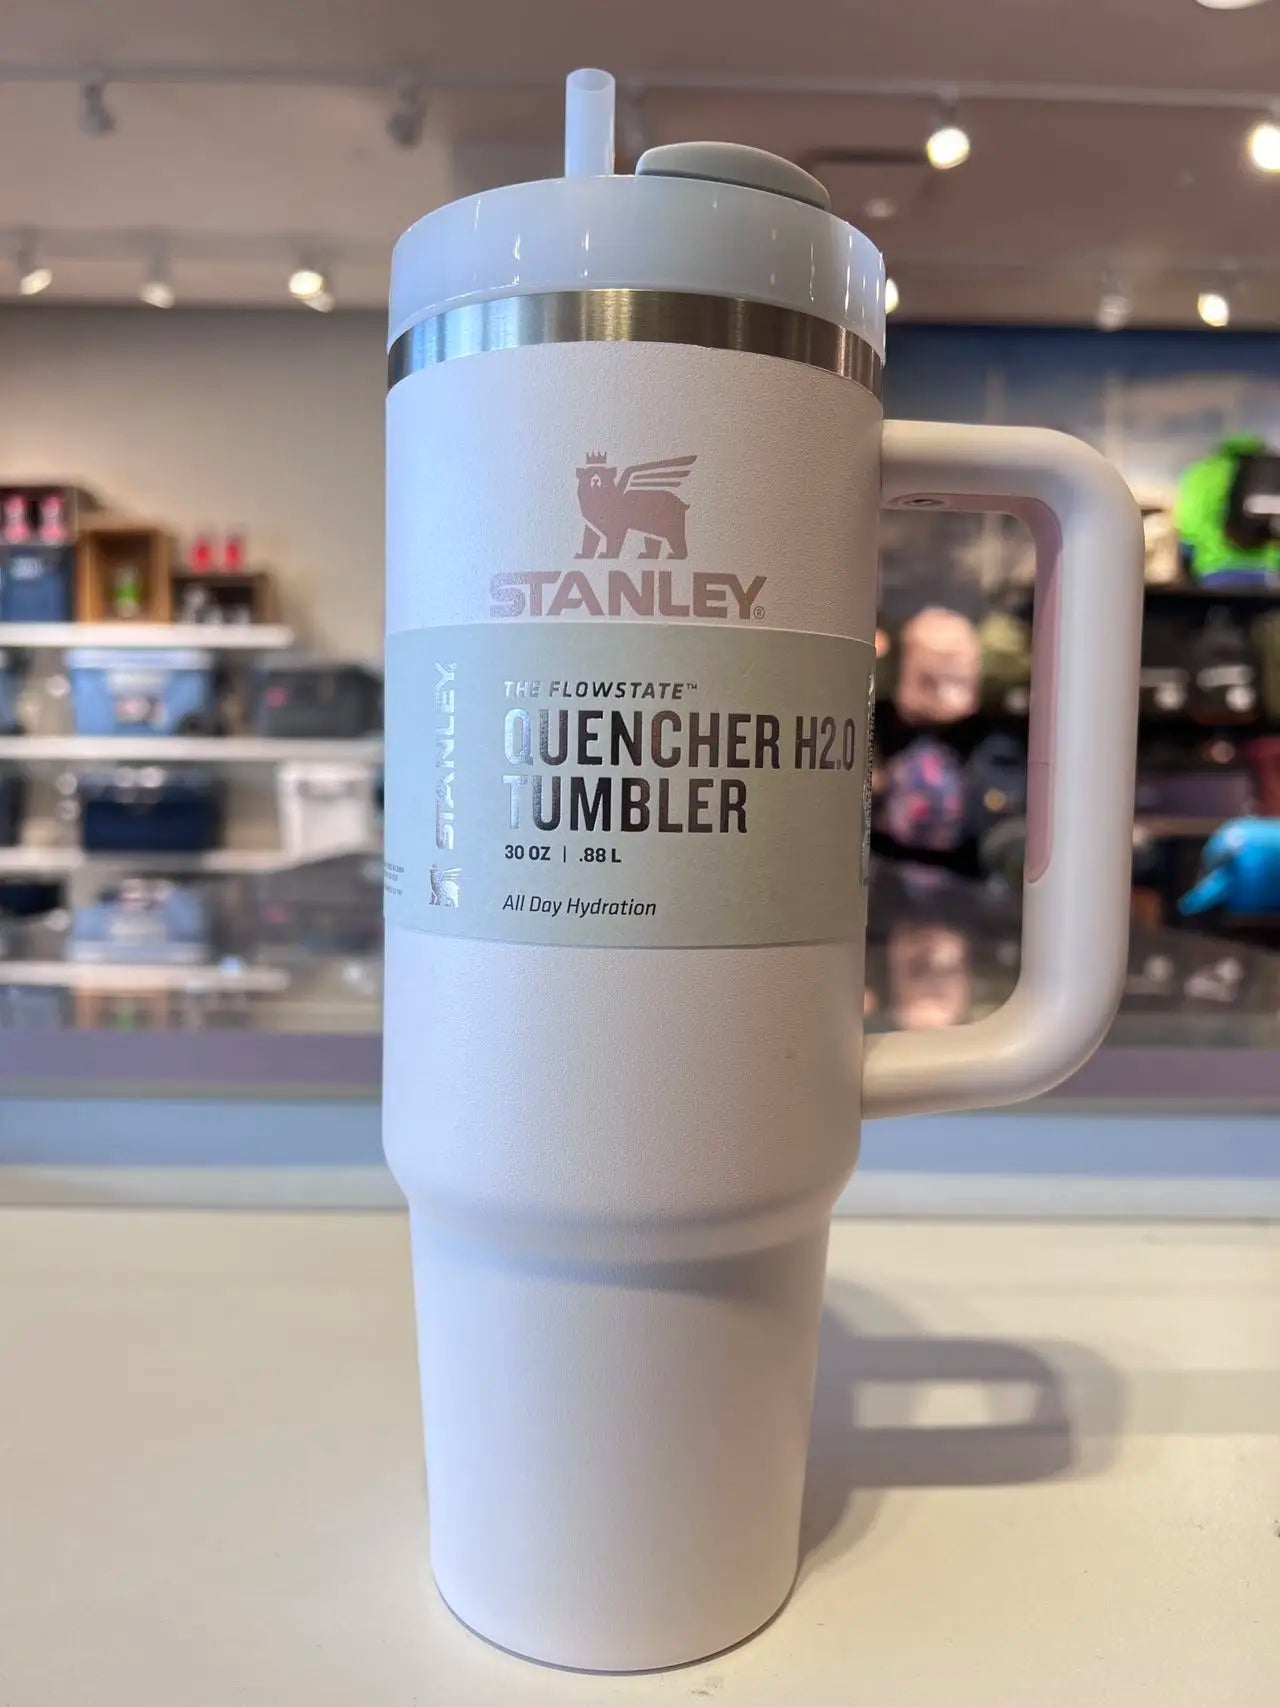 STANLEY®
STANLEY.
THE FLOWSTATE™
QUENCHER H2.0
TUMBLER
30 OZ | .88 L
All Day Hydration